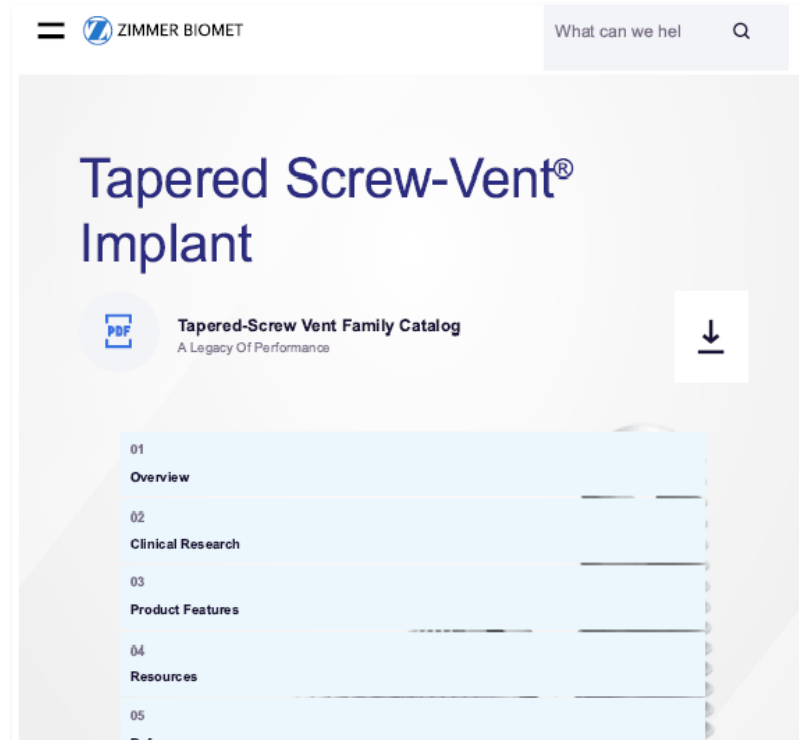 ZIMMER BIOMET
What can we hel
Tapered Screw-Vent®
Implant
PDF
Tapered-Screw Vent Family Catalog
A Legacy Of Performance
01
Overview
02
Clinical Research
03
Product Features
04
Resources
05